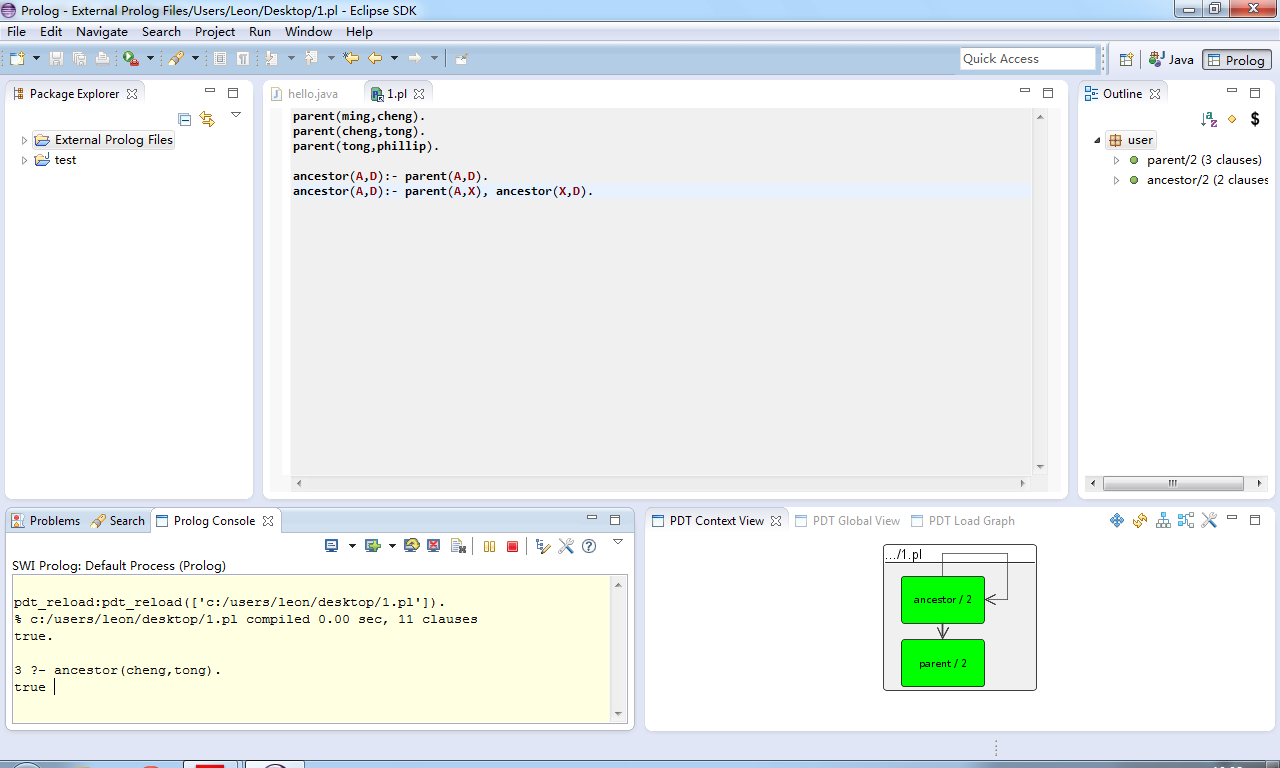 Prolog - External Prolog Files/Users/Leon/Desktop/1.pl - Eclipse SDK
File Edit Navigate Search Project Run Window Help
Quick Access
Java
Prolog
Package Explorer
External Prolog Files
test
hello.java
1.pl
parent(ming,cheng).
parent(cheng,tong).
parent(tong,phillip).
ancestor(A,D):- parent(A,D).
ancestor(A,D):- parent(A,X), ancestor(X,D).
Outline
user
parent/2 (3 clauses)
ancestor/2 (2 clauses
Problems
Search
Prolog Console
SWI Prolog: Default Process (Prolog)
pdt_reload:pdt_reload(['c:/users/leon/desktop/1.pl']).
% c:/users/leon/desktop/1.pl compiled 0.00 sec, 11 clauses
true.
3 ?- ancestor(cheng,tong).
true
PDT Context View
PDT Global View
PDT Load Graph
.../1.pl
ancestor / 2
parent / 2